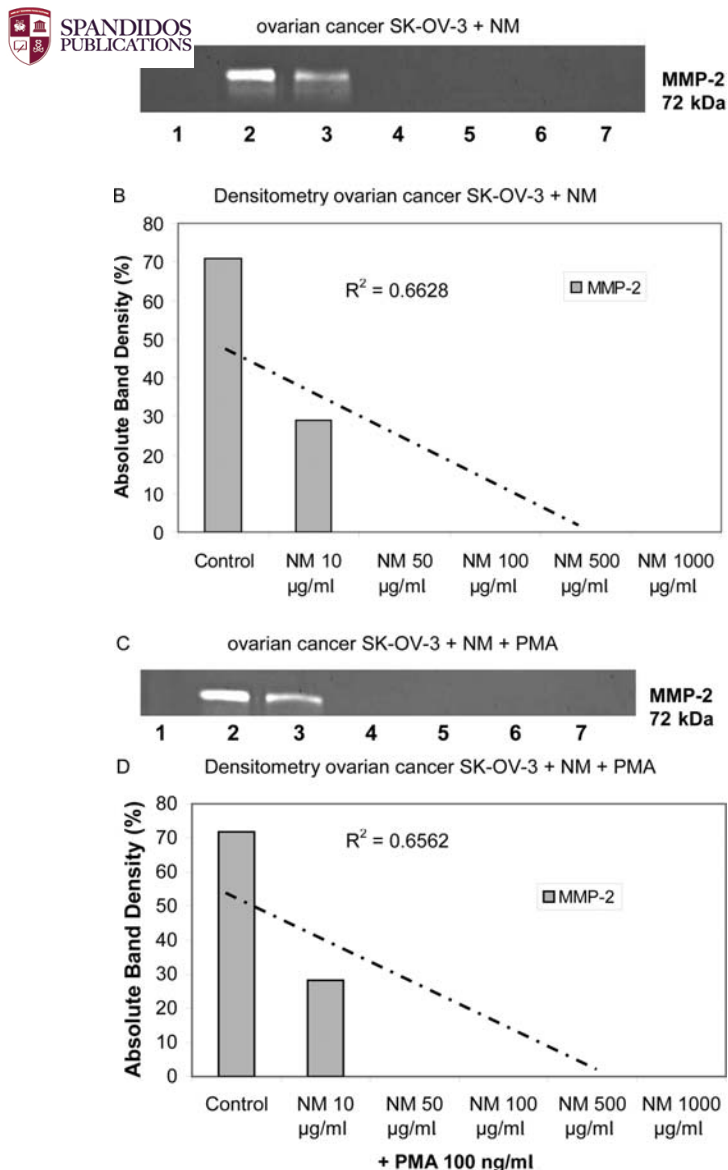 SPANDIDOS
PUBLICATIONS
ovarian cancer SK-OV-3 + NM
MMP-2
72 kDa
1 2 3 4 5 6 7
B Densitometry ovarian cancer SK-OV-3 + NM
Absolute Band Density (%)
80
70
60
50
40
30
20
10
0
R² = 0.6628
MMP-2
Control NM 10 NM 50 NM 100 NM 500 NM 1000
µg/ml µg/ml µg/ml µg/ml µg/ml
C ovarian cancer SK-OV-3 + NM + PMA
MMP-2
72 kDa
1 2 3 4 5 6 7
D Densitometry ovarian cancer SK-OV-3 + NM + PMA
Absolute Band Density (%)
80
70
60
50
40
30
20
10
0
R² = 0.6562
MMP-2
Control NM 10 NM 50 NM 100 NM 500 NM 1000
µg/ml µg/ml µg/ml µg/ml µg/ml
+ PMA 100 ng/ml